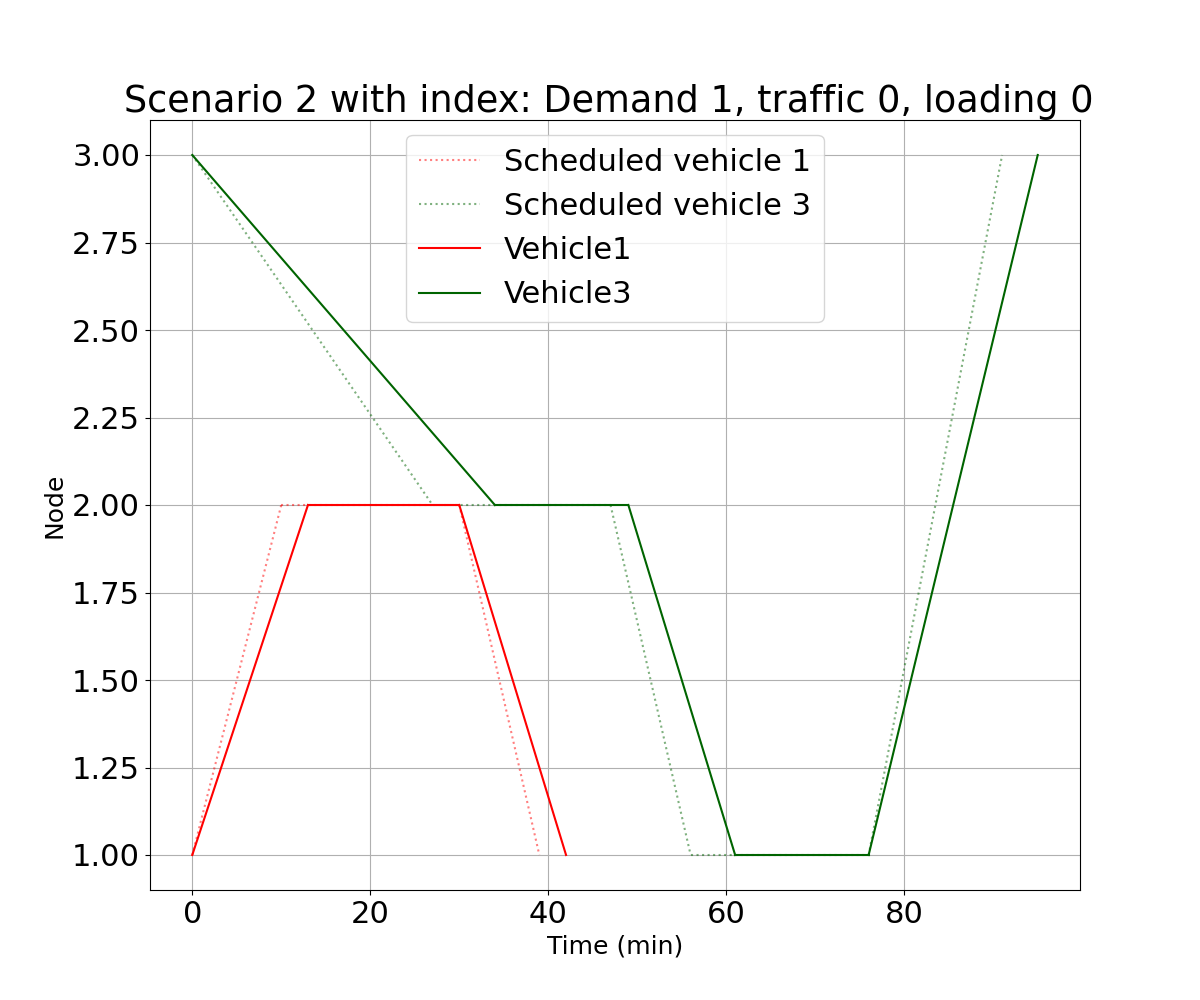 Scenario 2 with index: Demand 1, traffic 0, loading 0
Scheduled vehicle 1
Scheduled vehicle 3
Vehicle1
Vehicle3
3.00
2.75
2.50
2.25
2.00
1.75
1.50
1.25
1.00
Node
0 20 40 60 80
Time (min)